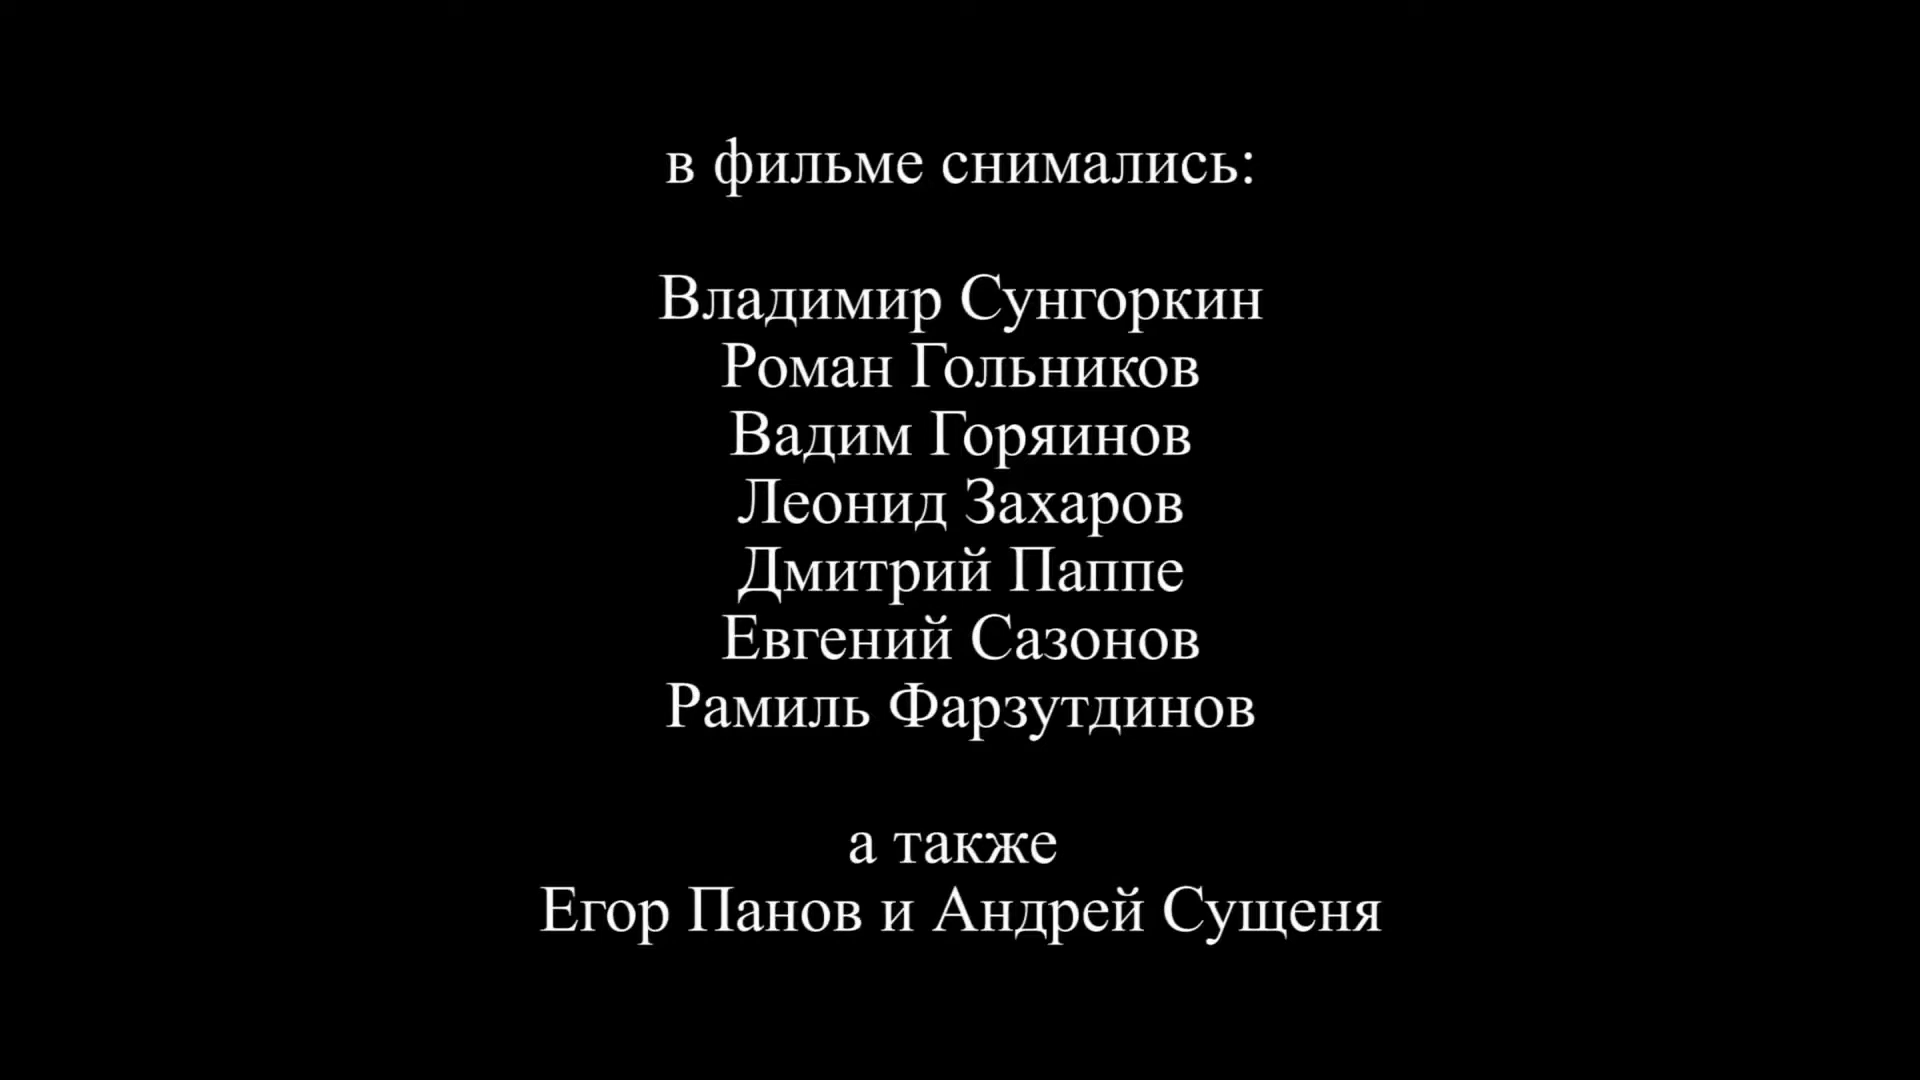 в фильме снимались:
Владимир Сунгоркин
Роман Гольников
Вадим Горяинов
Леонид Захаров
Дмитрий Паппе
Евгений Сазонов
Рамиль Фарзутдинов
а также
Егор Панов и Андрей Сущеня